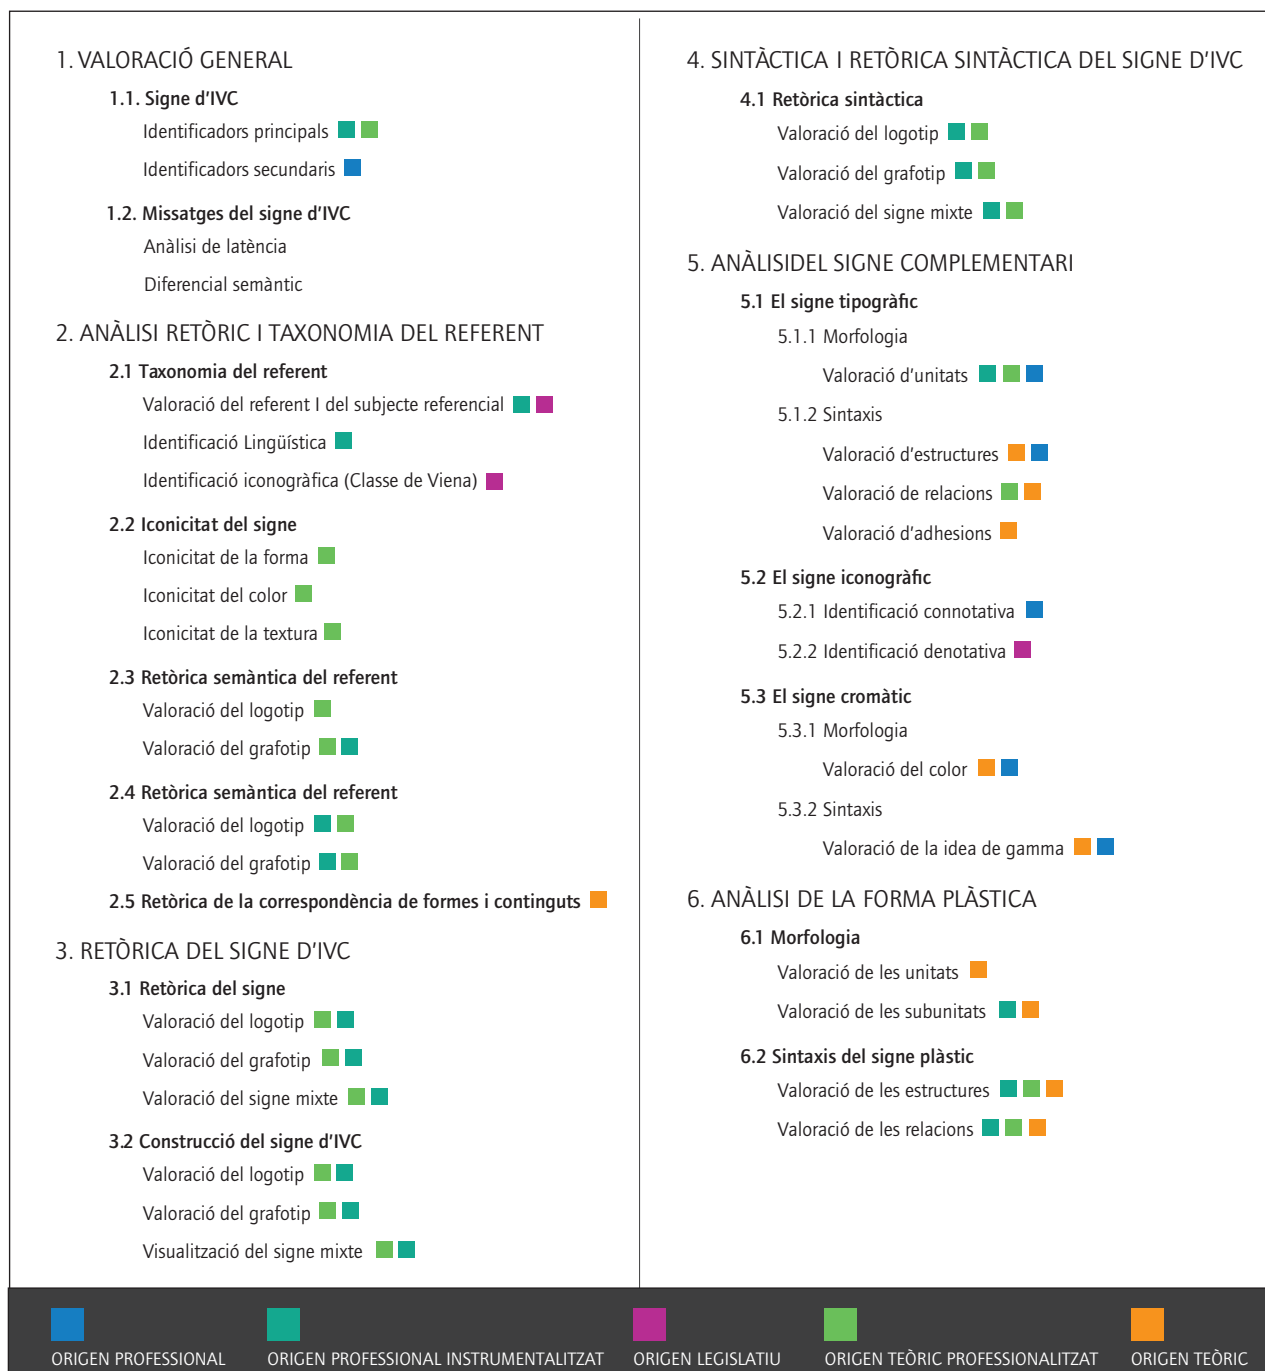 1. VALORACIÓ GENERAL
1.1. Signe d'IVC
Identificadors principals
Identificadors secundaris
1.2. Missatges del signe d'IVC
Anàlisi de latència
Diferencial semàntic
2. ANÀLISI RETÒRIC I TAXONOMIA DEL REFERENT
2.1 Taxonomia del referent
Valoració del referent I del subjecte referencial
Identificació Lingüística
Identificació iconogràfica (Classe de Viena)
2.2 Iconicitat del signe
Iconicitat de la forma
Iconicitat del color
Iconicitat de la textura
2.3 Retòrica semàntica del referent
Valoració del logotip
Valoració del grafotip
2.4 Retòrica semàntica del referent
Valoració del logotip
Valoració del grafotip
2.5 Retòrica de la correspondència de formes i continguts
3. RETÒRICA DEL SIGNE D'IVC
3.1 Retòrica del signe
Valoració del logotip
Valoració del grafotip
Valoració del signe mixte
3.2 Construcció del signe d'IVC
Valoració del logotip
Valoració del grafotip
Visualització del signe mixte
4. SINTÀCTICA I RETÒRICA SINTÀCTICA DEL SIGNE D'IVC
4.1 Retòrica sintàctica
Valoració del logotip
Valoració del grafotip
Valoració del signe mixte
5. ANÀLISIDEL SIGNE COMPLEMENTARI
5.1 El signe tipogràfic
5.1.1 Morfologia
Valoració d'unitats
5.1.2 Sintaxis
Valoració d'estructures
Valoració de relacions
Valoració d'adhesions
5.2 El signe iconogràfic
5.2.1 Identificació connotativa
5.2.2 Identificació denotativa
5.3 El signe cromàtic
5.3.1 Morfologia
Valoració del color
5.3.2 Sintaxis
Valoració de la idea de gamma
6. ANÀLISI DE LA FORMA PLÀSTICA
6.1 Morfologia
Valoració de les unitats
Valoració de les subunitats
6.2 Sintaxis del signe plàstic
Valoració de les estructures
Valoració de les relacions
ORIGEN PROFESSIONAL
ORIGEN PROFESSIONAL INSTRUMENTALITZAT
ORIGEN LEGISLATIU
ORIGEN TEÒRIC PROFESSIONALITZAT
ORIGEN TEÒRIC